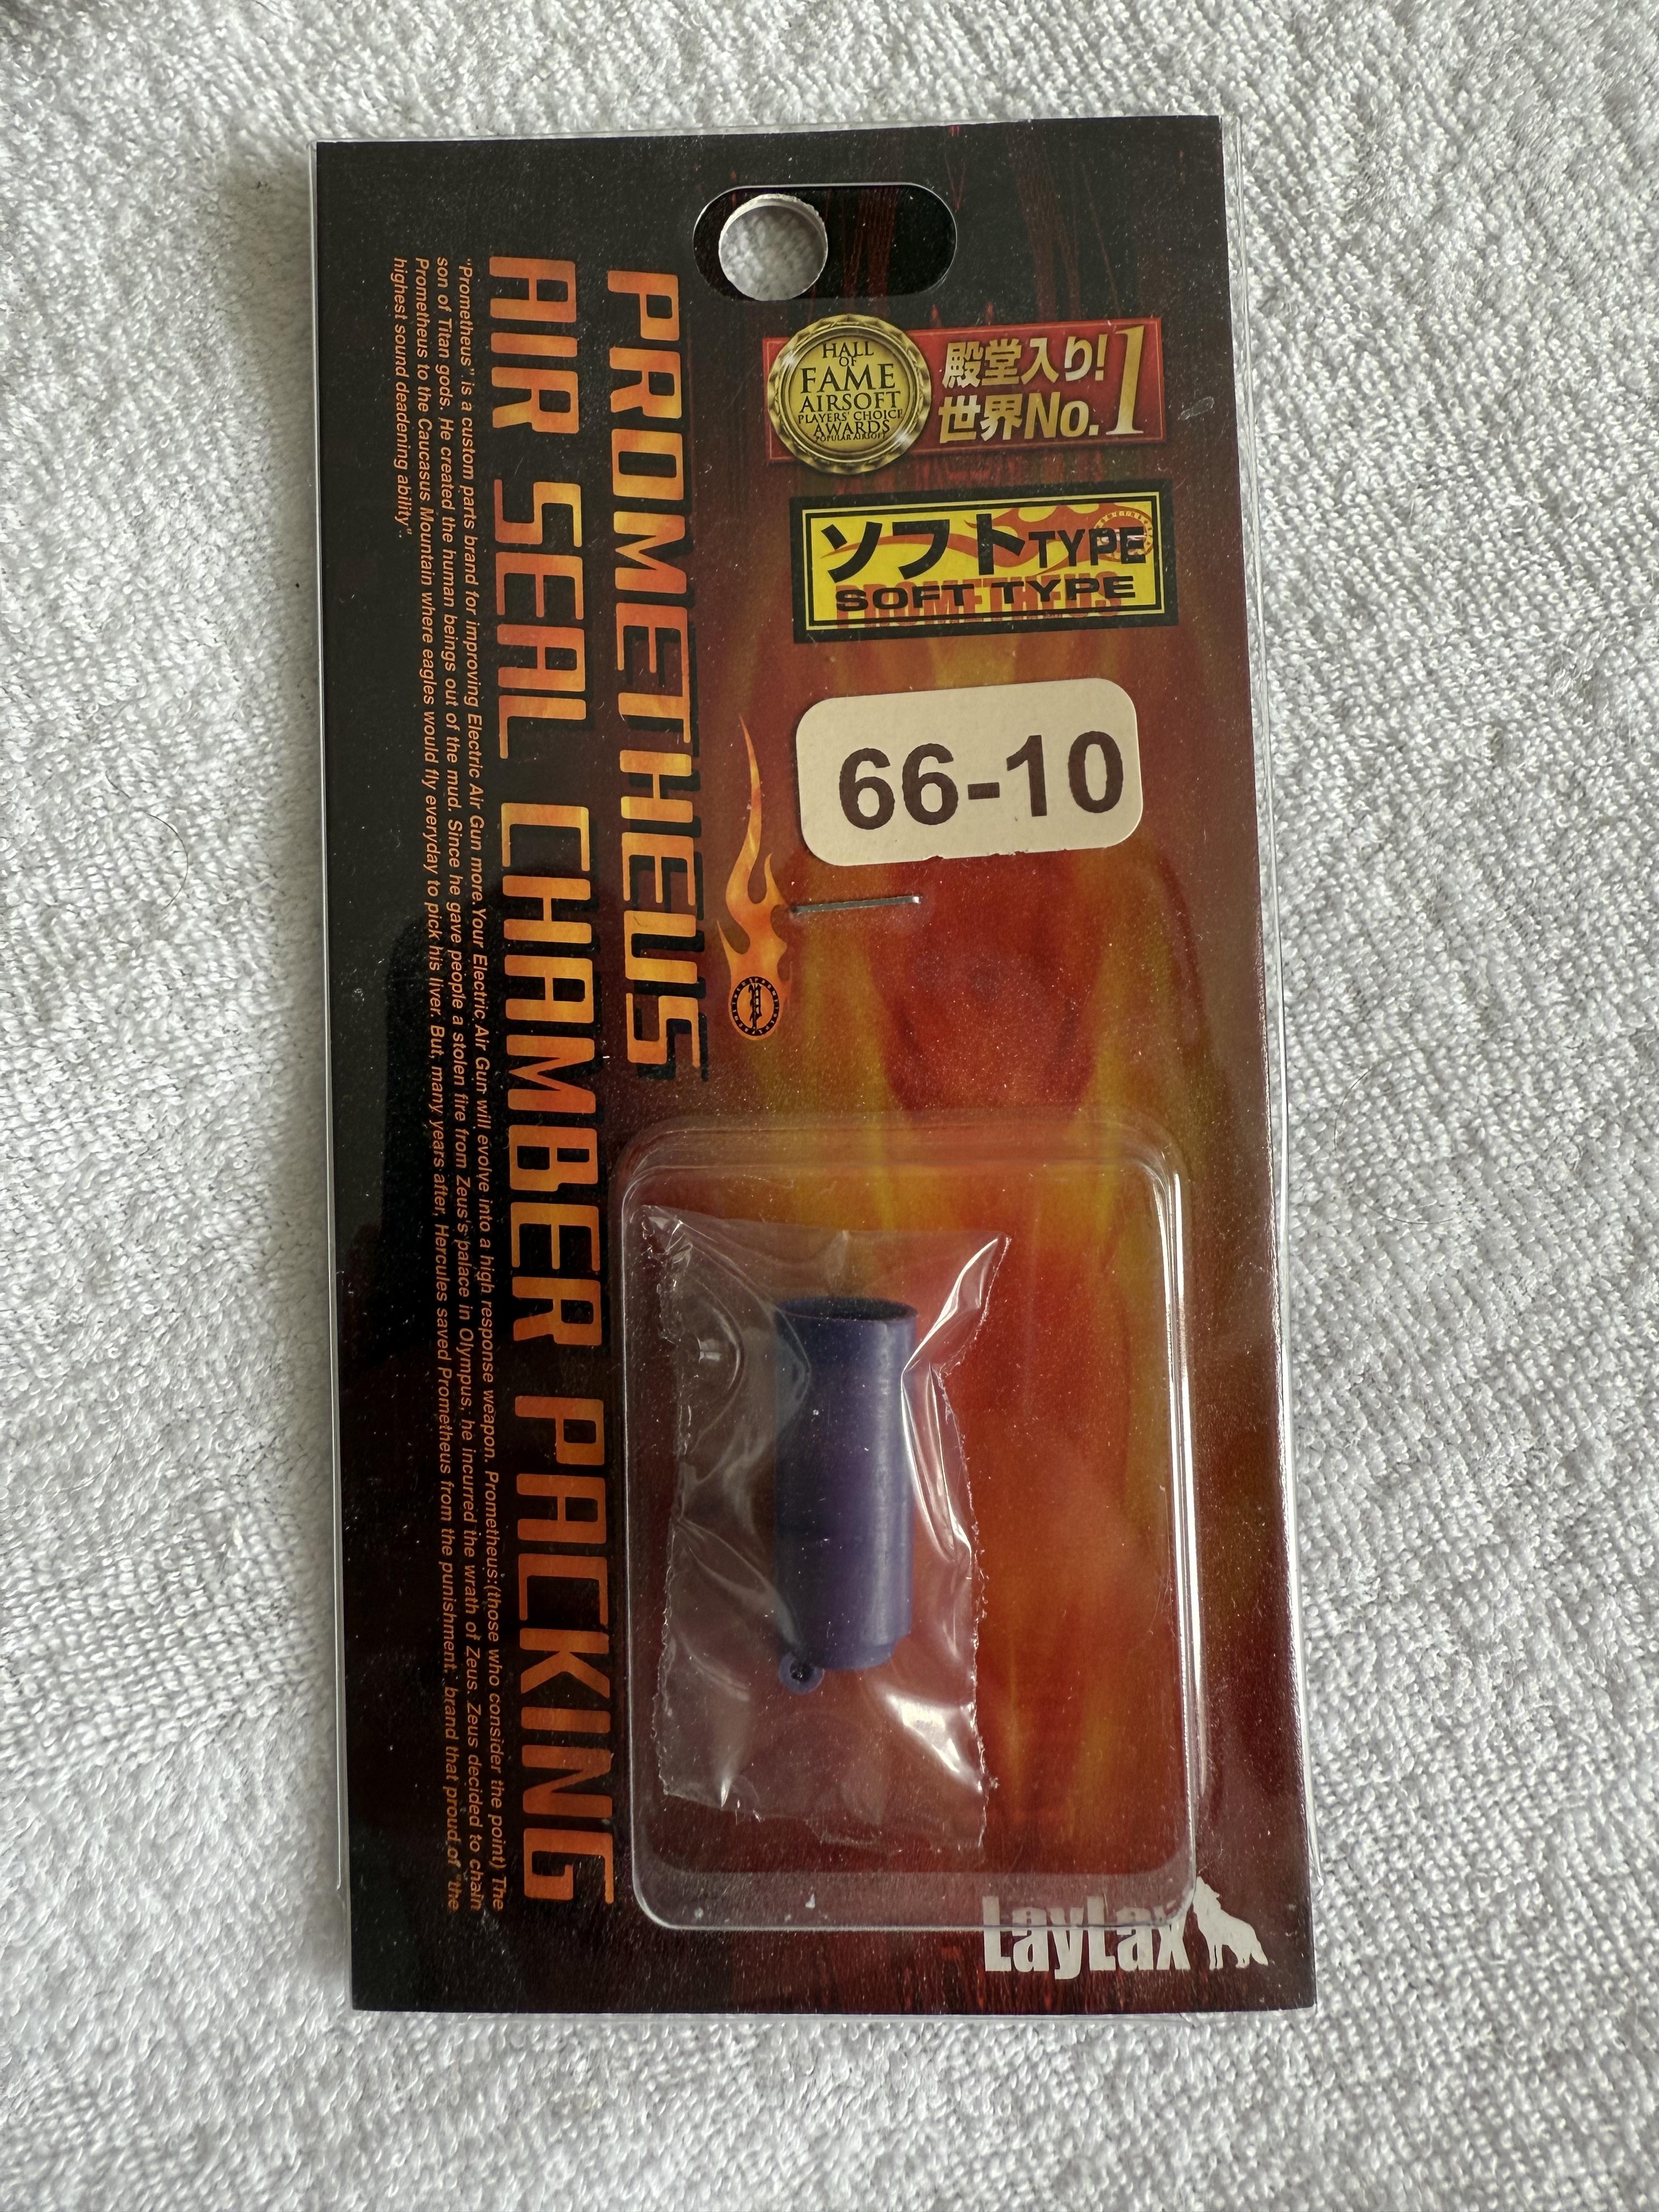 HALL
OF
FAME
AIRSOFT
PLAYERS' CHOICE
AWARDS
POPULAR AIRSOFT
殿堂入り!
世界No.1
ソフトTYPE
PROMETHEUS
SOFT TYPE
66-10
PROMETHEUS
AIR SEAL CHAMBER PACKING
"Prometheus" is a custom parts brand for improving Electric Air Gun more.Your Electric Air Gun will evolve into a high response weapon. Prometheus:(those who consider the point) The
son of Titan gods. He created the human beings out of the mud. Since he gave people a stolen fire from Zeus's palace in Olympus, he incurred the wrath of Zeus. Zeus decided to chain
Prometheus to the Caucasus Mountain where eagles would fly everyday to pick his liver. But, many years after, Hercules saved Prometheus from the punishment. brand that proud of "the
highest sound deadening ability".
LayLax